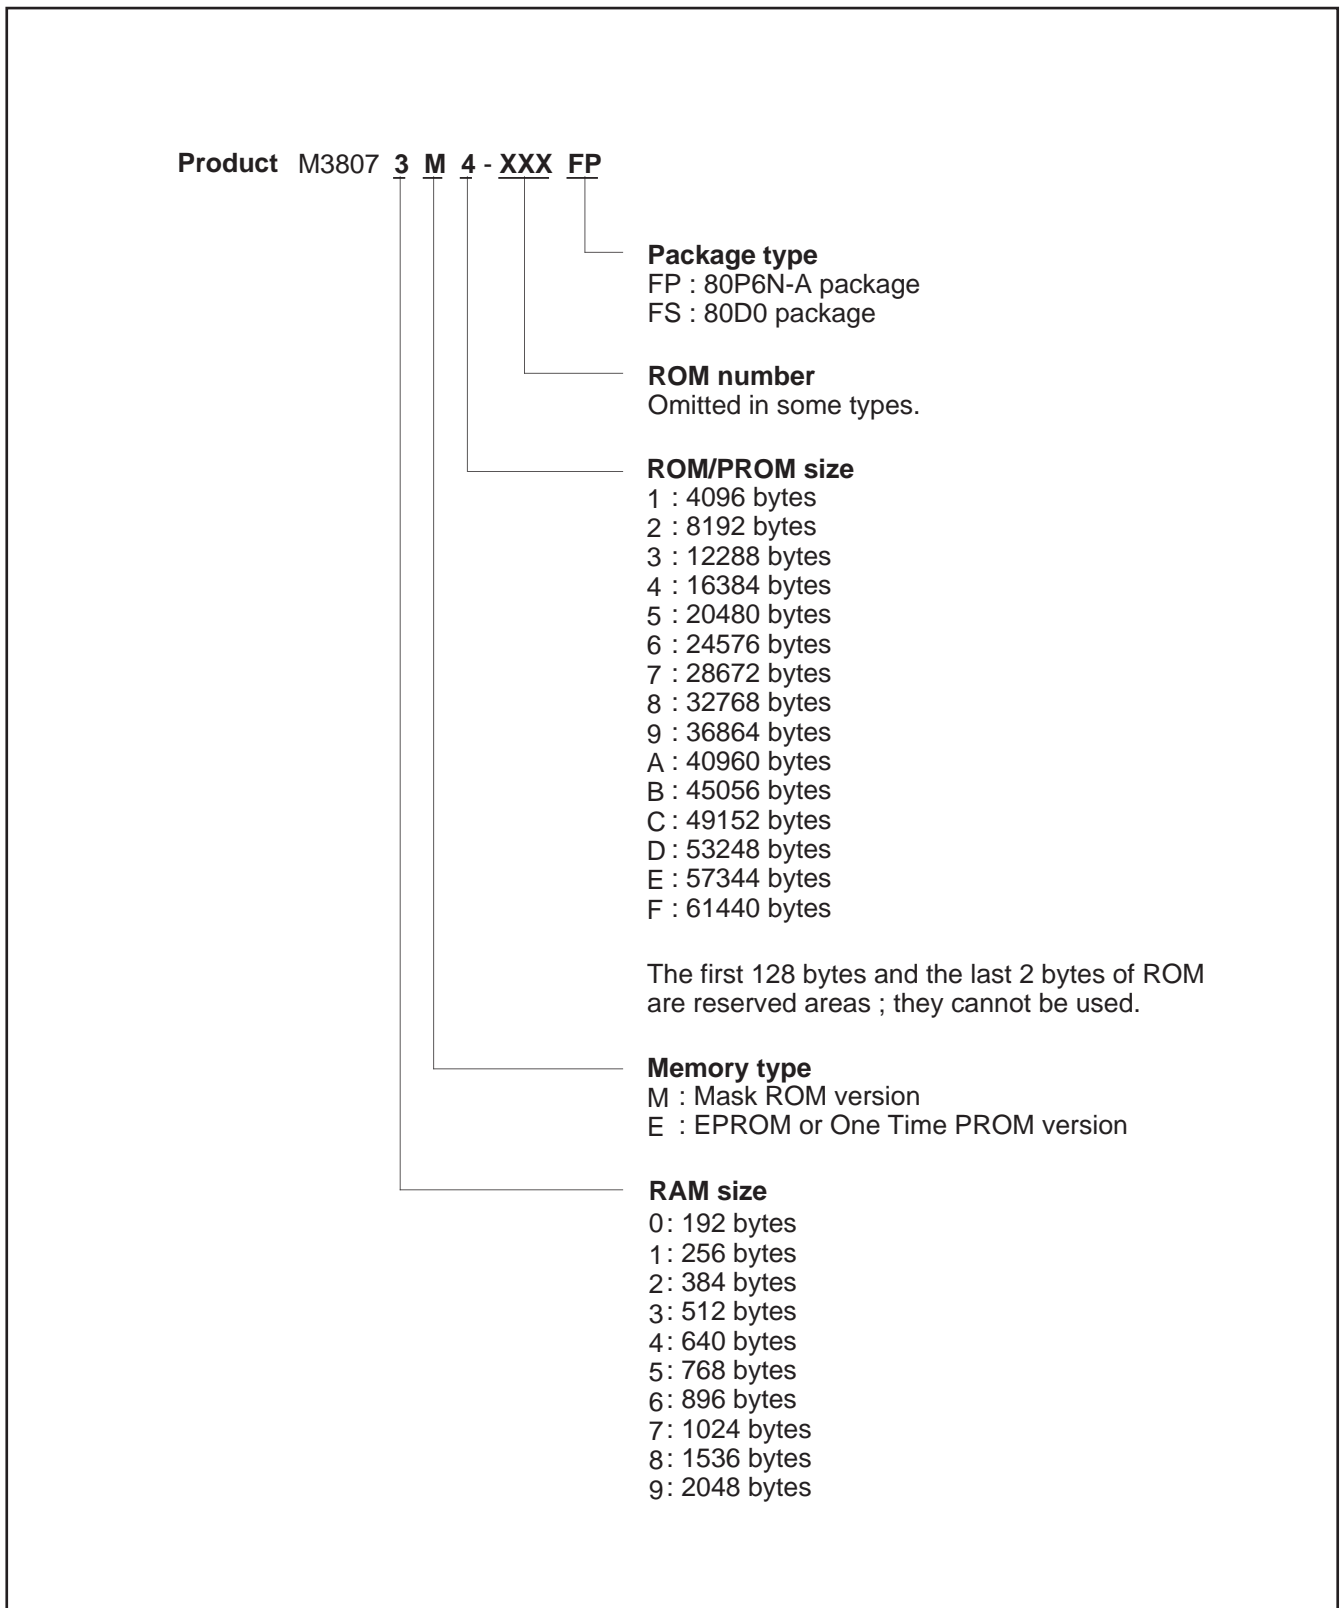 Product M3807 3 M 4 - XXX FP
Package type
FP : 80P6N-A package
FS : 80D0 package
ROM number
Omitted in some types.
ROM/PROM size
1 : 4096 bytes
2 : 8192 bytes
3 : 12288 bytes
4 : 16384 bytes
5 : 20480 bytes
6 : 24576 bytes
7 : 28672 bytes
8 : 32768 bytes
9 : 36864 bytes
A : 40960 bytes
B : 45056 bytes
C : 49152 bytes
D : 53248 bytes
E : 57344 bytes
F : 61440 bytes
The first 128 bytes and the last 2 bytes of ROM
are reserved areas ; they cannot be used.
Memory type
M : Mask ROM version
E : EPROM or One Time PROM version
RAM size
0 : 192 bytes
1 : 256 bytes
2 : 384 bytes
3 : 512 bytes
4 : 640 bytes
5 : 768 bytes
6 : 896 bytes
7 : 1024 bytes
8 : 1536 bytes
9 : 2048 bytes